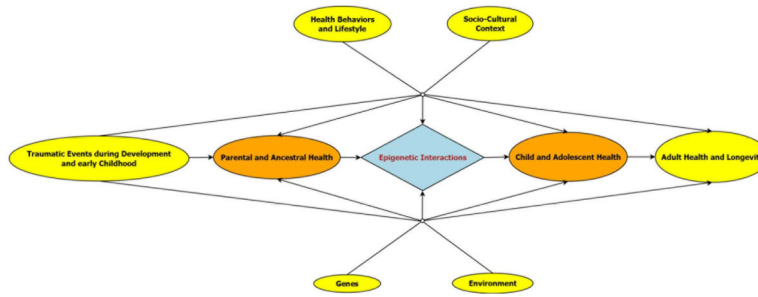 Health Behaviors
and Lifestyle
Socio-Cultural
Context
Traumatic Events during Development
and early Childhood
Parental and Ancestral Health
Epigenetic Interactions
Child and Adolescent Health
Adult Health and Longevit
Genes
Environment